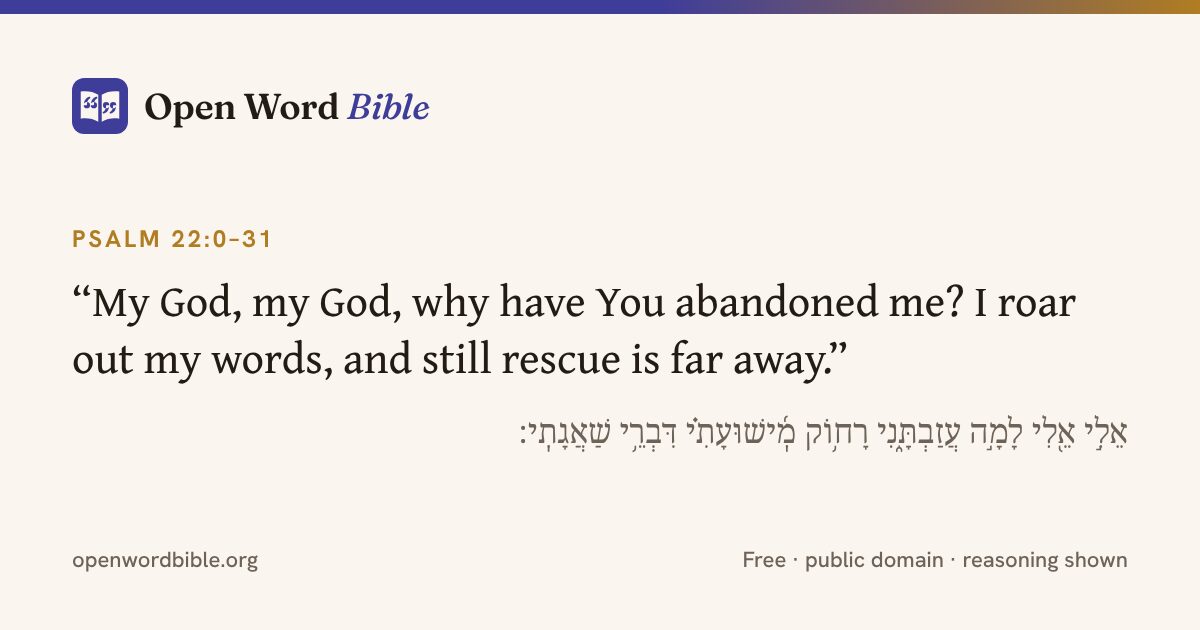 Open Word Bible
PSALM 22:0–31
“My God, my God, why have You abandoned me? I roar
out my words, and still rescue is far away.”
אֵלִ֣י אֵ֭לִי לָמָ֣ה עֲזַבְתָּ֑נִי רָח֥וֹק מִ֝ישׁוּעָתִ֗י דִּבְרֵ֥י שַׁאֲגָתִֽי׃
openwordbible.org
Free · public domain · reasoning shown